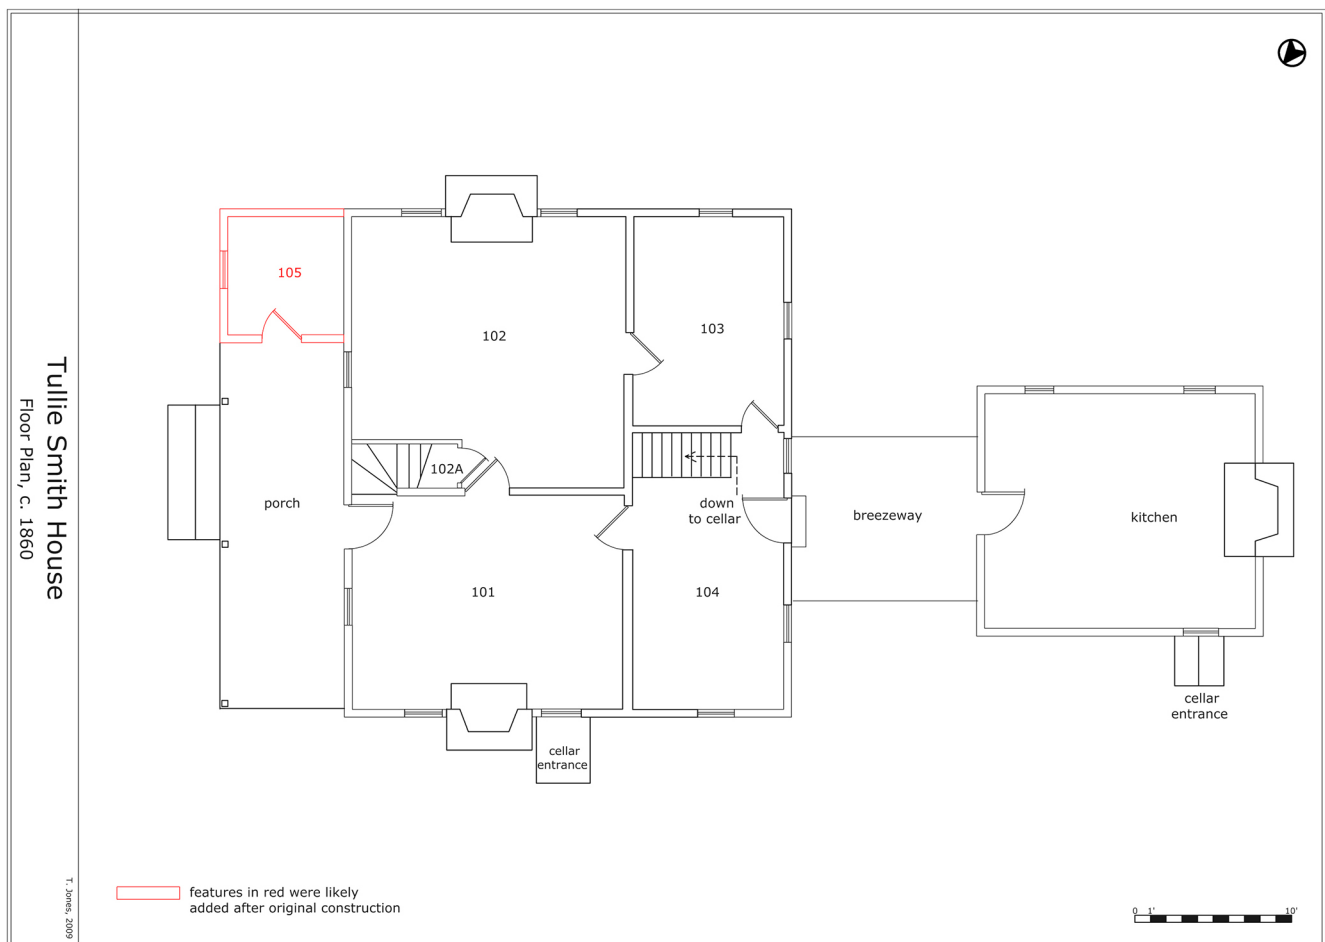 Tullie Smith House
Floor Plan, c. 1860
T. Jones, 2009
105
102
103
102A
porch
down
to cellar
breezeway
kitchen
101
104
cellar
entrance
cellar
entrance
features in red were likely
added after original construction
0 1' 10'